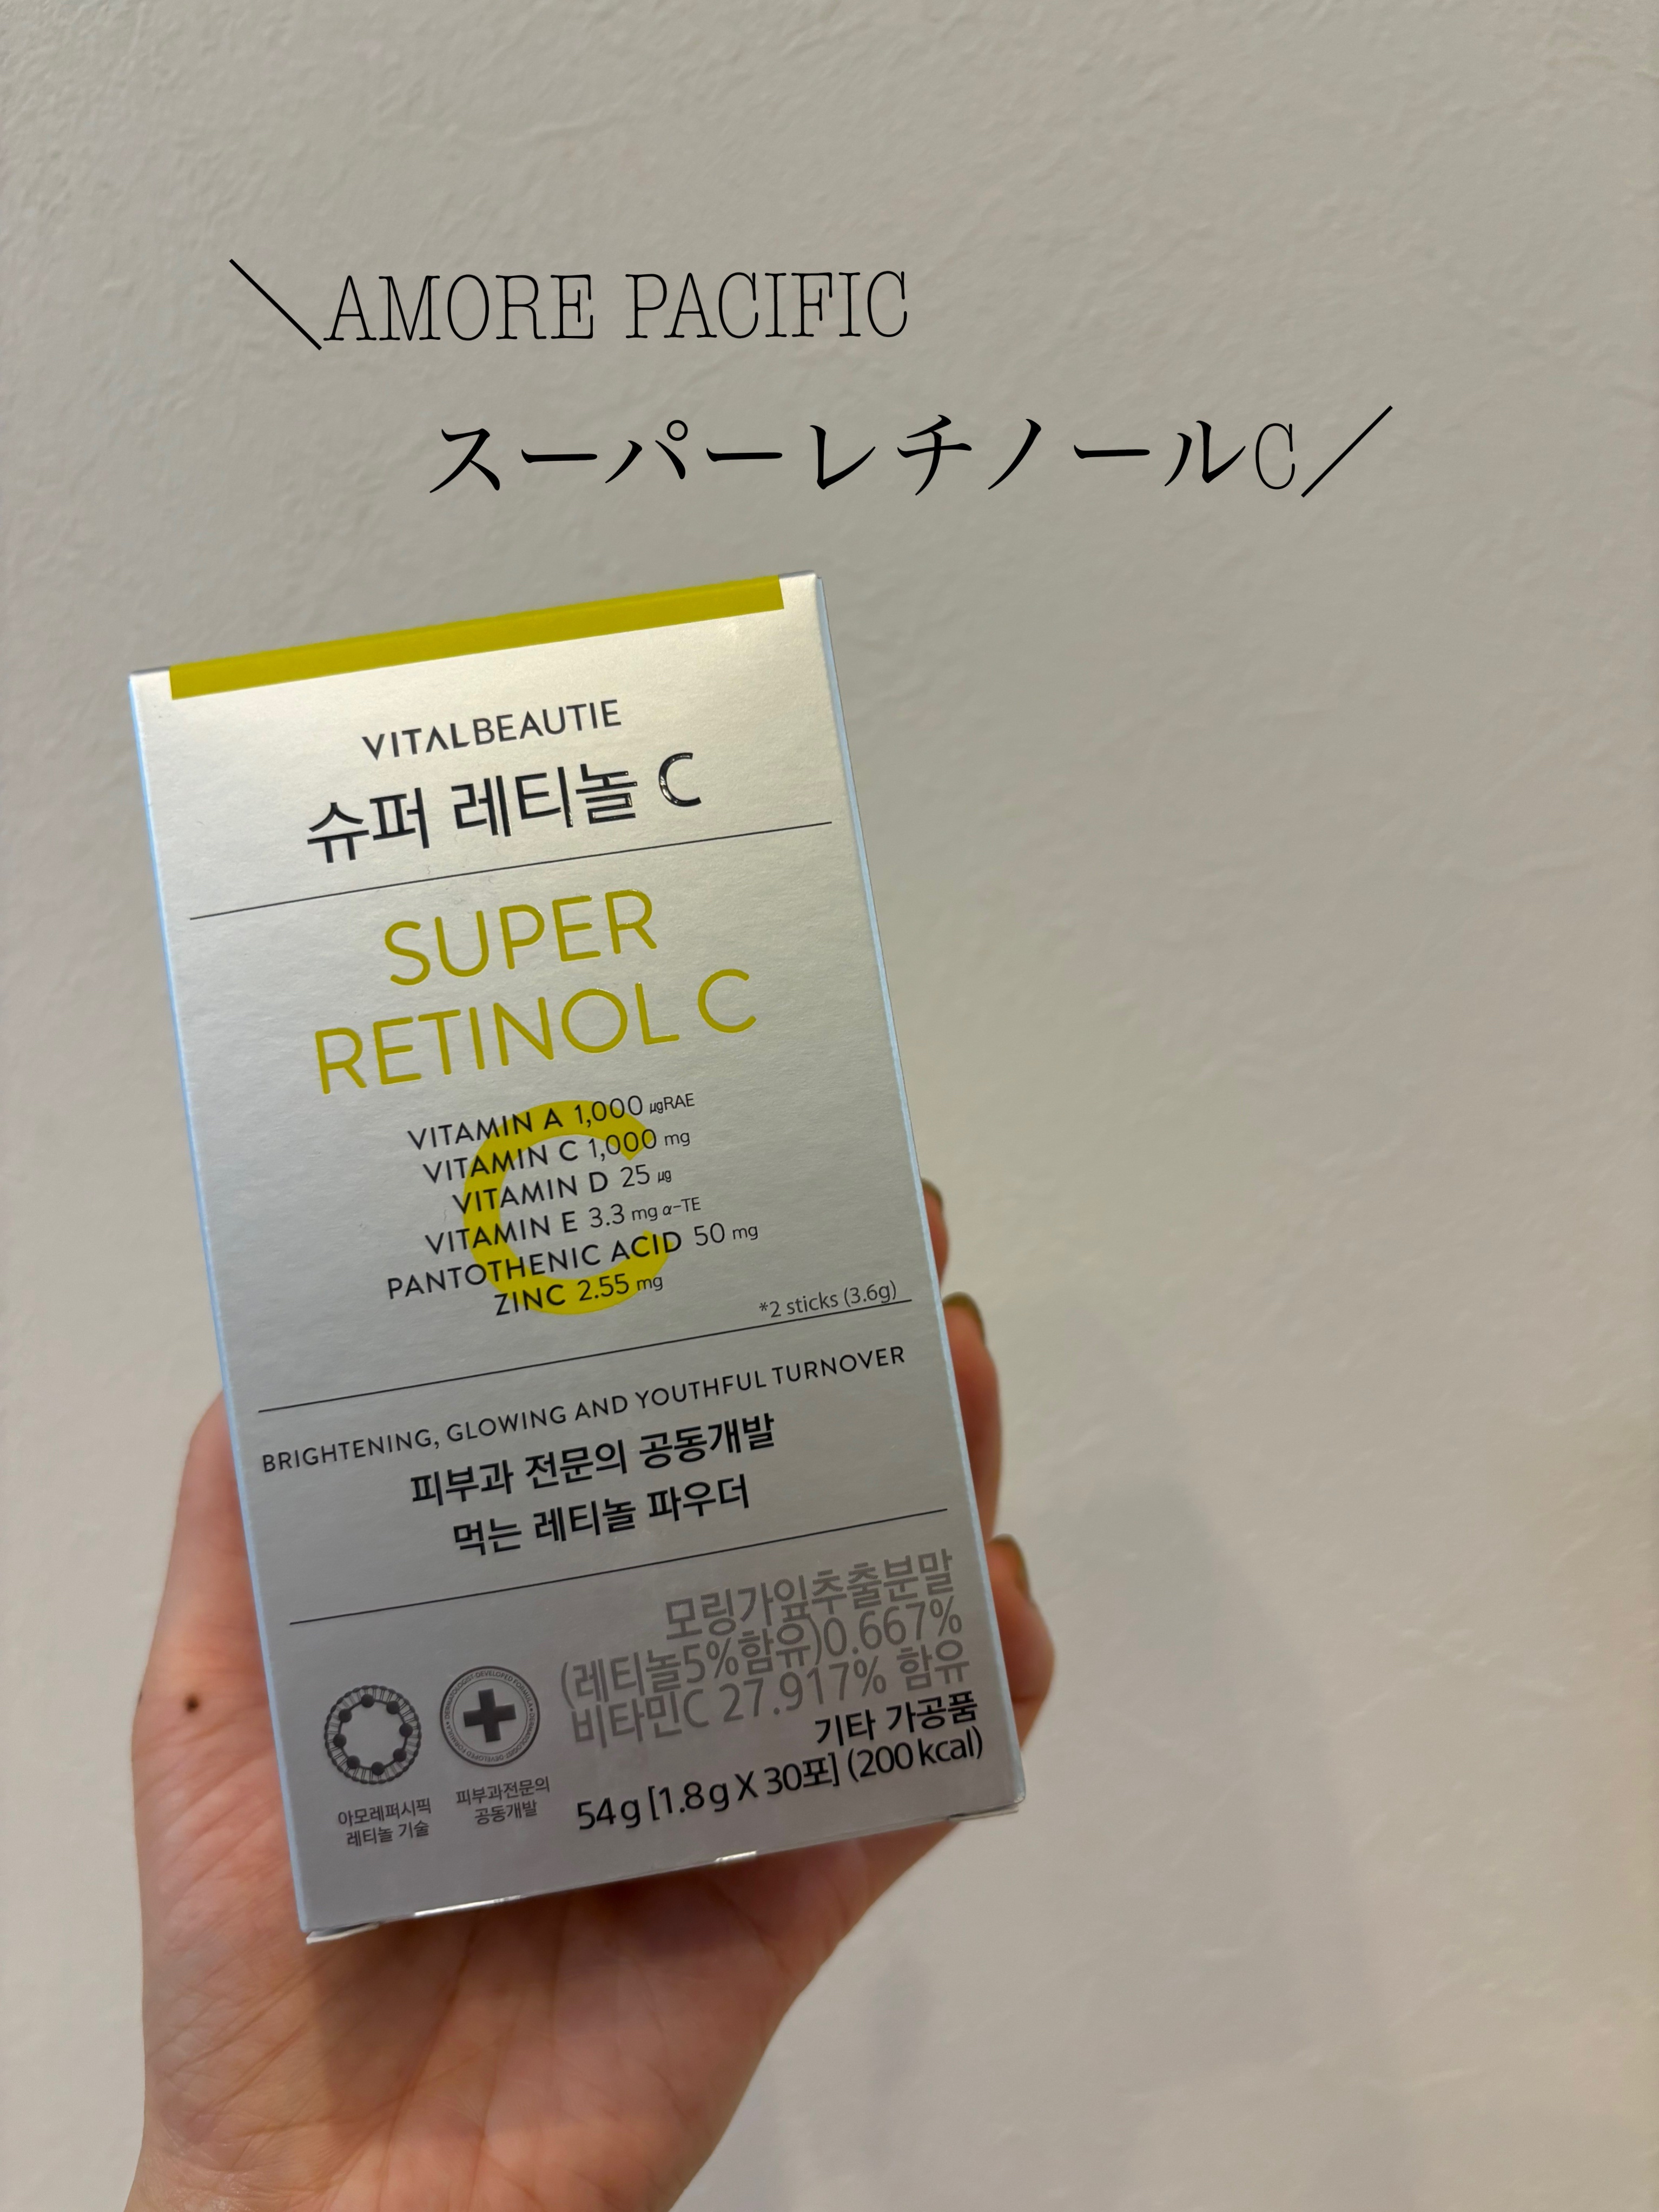 \AMORE PACIFIC
スーパーレチノールC/
VITALBEAUTIE
슈퍼 레티놀 C
SUPER
RETINOL C
VITAMIN A 1,000 ㎍RAE
VITAMIN C 1,000 mg
VITAMIN D 25 ㎍
VITAMIN E 3.3 mg α-TE
PANTOTHENIC ACID 50 mg
ZINC 2.55 mg
*2 sticks (3.6g)
BRIGHTENING, GLOWING AND YOUTHFUL TURNOVER
피부과 전문의 공동개발
먹는 레티놀 파우더
모링가잎추출분말
(레티놀5%함유)0.667%
비타민C 27.917% 함유
기타 가공품
54g [1.8g X 30포] (200 kcal)
아모레퍼시픽
레티놀 기술
피부과전문의
공동개발